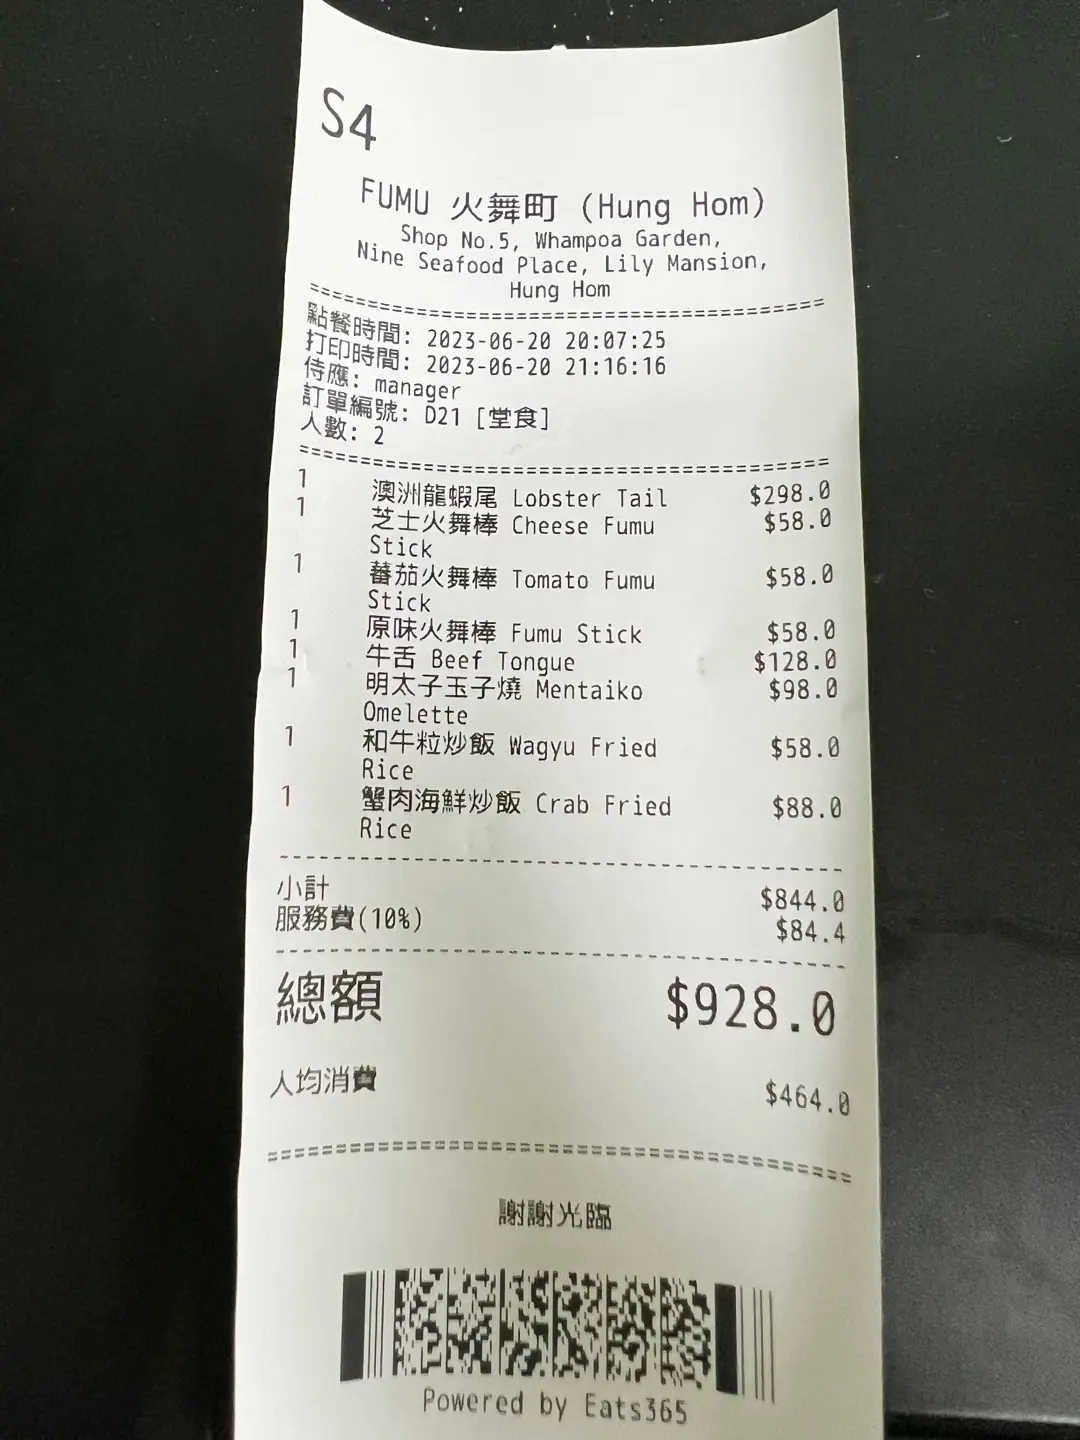 S4
FUMU 火舞町 (Hung Hom)
Shop No.5, Whampoa Garden,
Nine Seafood Place, Lily Mansion,
Hung Hom
================================================
點餐時間: 2023-06-20 20:07:25
打印時間: 2023-06-20 21:16:16
侍應: manager
訂單編號: D21 [堂食]
人數: 2
================================================
1 澳洲龍蝦尾 Lobster Tail $298.0
1 芝士火舞棒 Cheese Fumu $58.0
Stick
1 蕃茄火舞棒 Tomato Fumu $58.0
Stick
1 原味火舞棒 Fumu Stick $58.0
1 牛舌 Beef Tongue $128.0
1 明太子玉子燒 Mentaiko $98.0
Omelette
1 和牛粒炒飯 Wagyu Fried $58.0
Rice
1 蟹肉海鮮炒飯 Crab Fried $88.0
Rice
------------------------------------------------
小計 $844.0
服務費(10%) $84.4
------------------------------------------------
總額 $928.0
人均消費 $464.0
================================================
謝謝光臨
Powered by Eats365